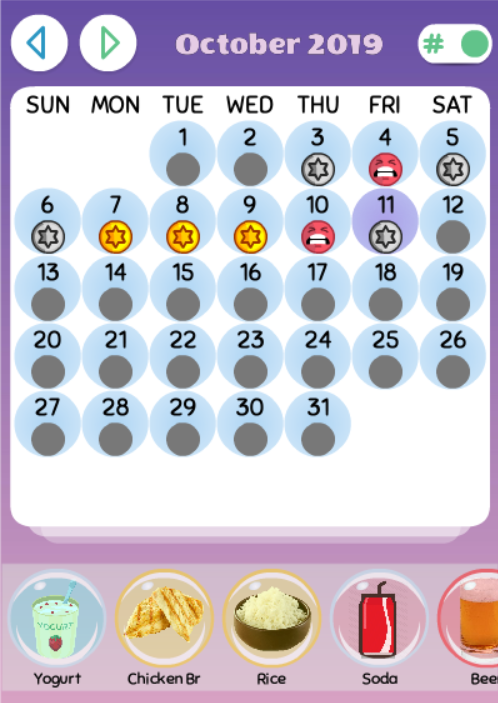 October 2019
#
SUN MON TUE WED THU FRI SAT
1 2 3 4 5
6 7 8 9 10 11 12
13 14 15 16 17 18 19
20 21 22 23 24 25 26
27 28 29 30 31
YOGURT
Yogurt Chicken Br Rice Soda Bee